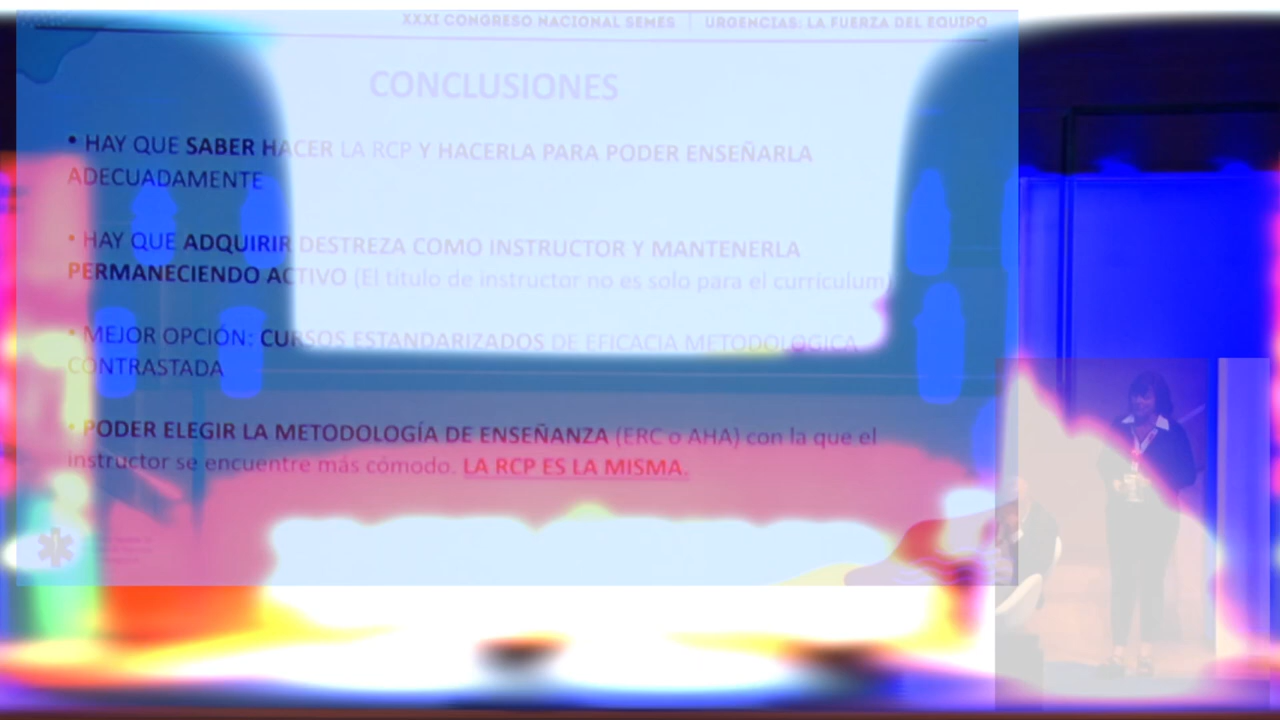 XXXI CONGRESO NACIONAL SEMES | URGENCIAS: LA FUERZA DEL EQUIPO
CONCLUSIONES
• HAY QUE SABER HACER LA RCP Y HACERLA PARA PODER ENSEÑARLA
ADECUADAMENTE
• HAY QUE ADQUIRIR DESTREZA COMO INSTRUCTOR Y MANTENERLA
PERMANECIENDO ACTIVO (El titulo de instructor no es solo para el curriculum)
• MEJOR OPCIÓN: CURSOS ESTANDARIZADOS DE EFICACIA METODOLOGICA
CONTRASTADA
• PODER ELEGIR LA METODOLOGÍA DE ENSEÑANZA (ERC o AHA) con la que el
instructor se encuentre más cómodo. LA RCP ES LA MISMA.